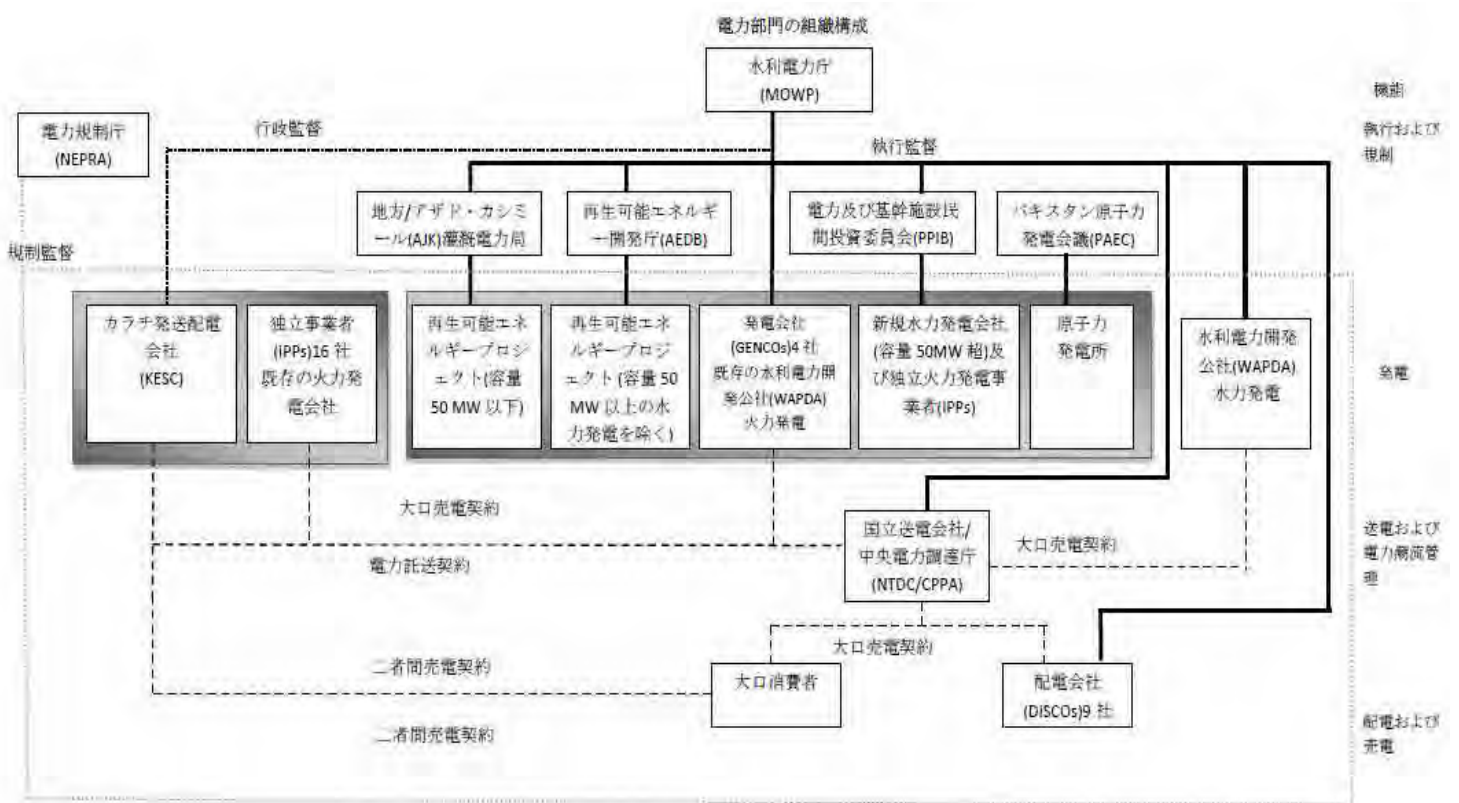 電力部門の組織構成
水利電力庁
(MOWP)
機能
執行および
規制
電力規制庁
(NEPRA)
行政監督
執行監督
地方/アザド・カシミ
ール(AJK)灌漑電力局
再生可能エネルギ
ー開発庁(AEDB)
電力及び基幹施設民
間投資委員会(PPIB)
パキスタン原子力
発電会議(PAEC)
規制監督
カラチ発送配電
会社
(KESC)
独立事業者
(iPPs)16 社
既存の火力発
電会社
再生可能エネ
ルギープロジ
ェクト(容量
50 MW 以下)
再生可能エネ
ルギープロジ
ェクト(容量 50
MW 以上の水
力発電を除く)
発電会社
(GENCOs)4 社
既存の水利電力開
発公社(WAPDA)
火力発電
新規水力発電会社
(容量 50MW 超)及
び独立火力発電事
業者(IPPs)
原子力
発電所
水利電力開発
公社(WAPDA)
水力発電
発電
大口売電契約
電力託送契約
国立送電会社/
中央電力調達庁
(NTDC/CPPA)
大口売電契約
送電および
電力潮流管
理
大口売電契約
二者間売電契約
大口消費者
配電会社
(DISCOs)9 社
二者間売電契約
配電および
売電